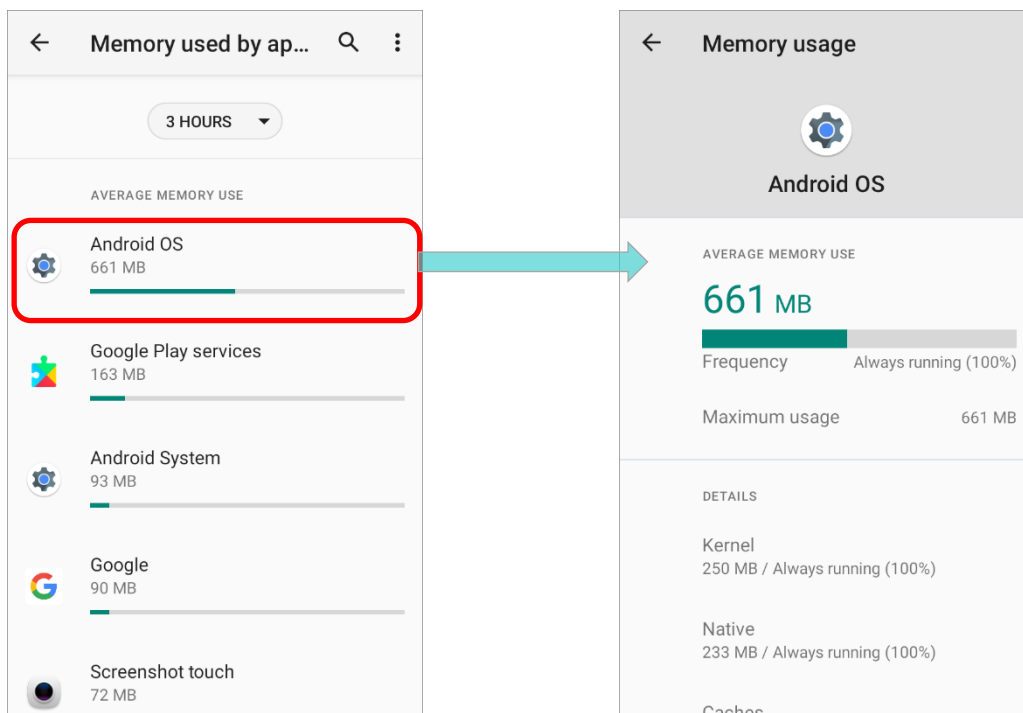 Memory used by ap...
3 HOURS
AVERAGE MEMORY USE
Android OS
661 MB
Google Play services
163 MB
Android System
93 MB
Google
90 MB
Screenshot touch
72 MB
Memory usage
Android OS
AVERAGE MEMORY USE
661 MB
Frequency Always running (100%)
Maximum usage 661 MB
DETAILS
Kernel
250 MB / Always running (100%)
Native
233 MB / Always running (100%)
Caches